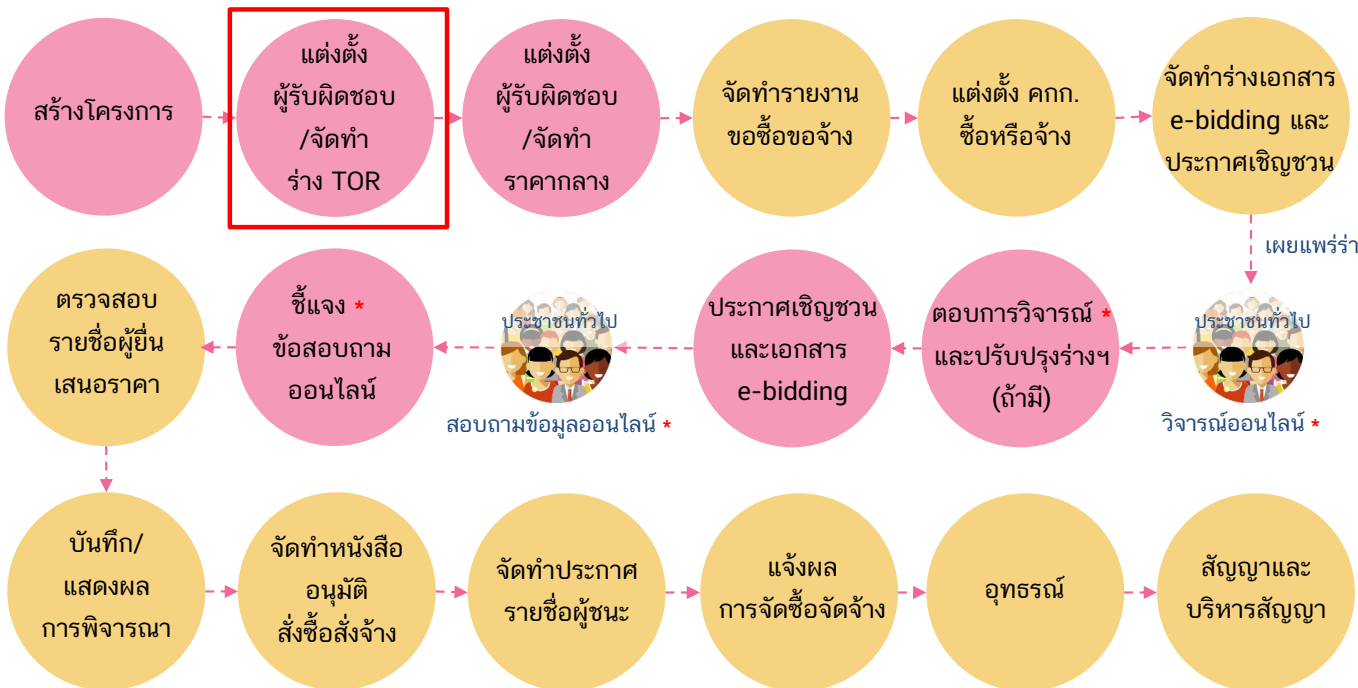 สร้างโครงการ
แต่งตั้ง
ผู้รับผิดชอบ
/จัดทำ
ร่าง TOR
แต่งตั้ง
ผู้รับผิดชอบ
/จัดทำ
ราคากลาง
จัดทำรายงาน
ขอซื้อขอจ้าง
แต่งตั้ง คกก.
ซื้อหรือจ้าง
จัดทำร่างเอกสาร
e-bidding และ
ประกาศเชิญชวน
เผยแพร่ร่า
ประชาชนทั่วไป
วิจารณ์ออนไลน์ *
ตอบการวิจารณ์ *
และปรับปรุงร่างฯ
(ถ้ามี)
ประกาศเชิญชวน
และเอกสาร
e-bidding
ประชาชนทั่วไป
สอบถามข้อมูลออนไลน์ *
ชี้แจง *
ข้อสอบถาม
ออนไลน์
ตรวจสอบ
รายชื่อผู้ยื่น
เสนอราคา
บันทึก/
แสดงผล
การพิจารณา
จัดทำหนังสือ
อนุมัติ
สั่งซื้อสั่งจ้าง
จัดทำประกาศ
รายชื่อผู้ชนะ
แจ้งผล
การจัดซื้อจัดจ้าง
อุทธรณ์
สัญญาและ
บริหารสัญญา